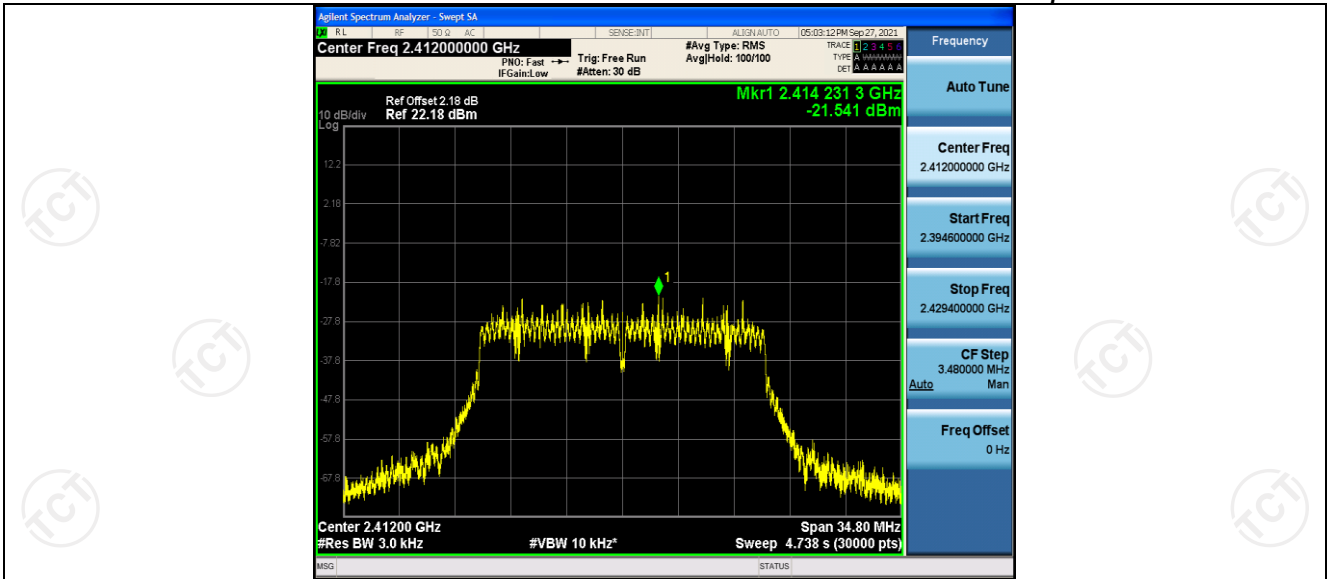 Agilent Spectrum Analyzer - Swept SA
RL RF 50 Ω AC SENSE:INT ALIGN AUTO 05:03:12 PM Sep 27, 2021
Center Freq 2.412000000 GHz
PNO: Fast
IFGain:Low
Trig: Free Run
#Atten: 30 dB
#Avg Type: RMS
Avg|Hold: 100/100
TRACE 1 2 3 4 5 6
TYPE A
DET A A A A A A
Frequency
Mkr1 2.414 231 3 GHz
-21.541 dBm
Ref Offset 2.18 dB
10 dB/div Ref 22.18 dBm
Log
12.2
2.18
-7.82
-17.8
-27.8
-37.8
-47.8
-57.8
-67.8
1
Center 2.41200 GHz
Span 34.80 MHz
#Res BW 3.0 kHz
#VBW 10 kHz*
Sweep 4.738 s (30000 pts)
MSG
STATUS
Auto Tune
Center Freq
2.412000000 GHz
Start Freq
2.394600000 GHz
Stop Freq
2.429400000 GHz
CF Step
3.480000 MHz
Auto Man
Freq Offset
0 Hz
TCT
TCT
TCT
TCT
TCT
TCT